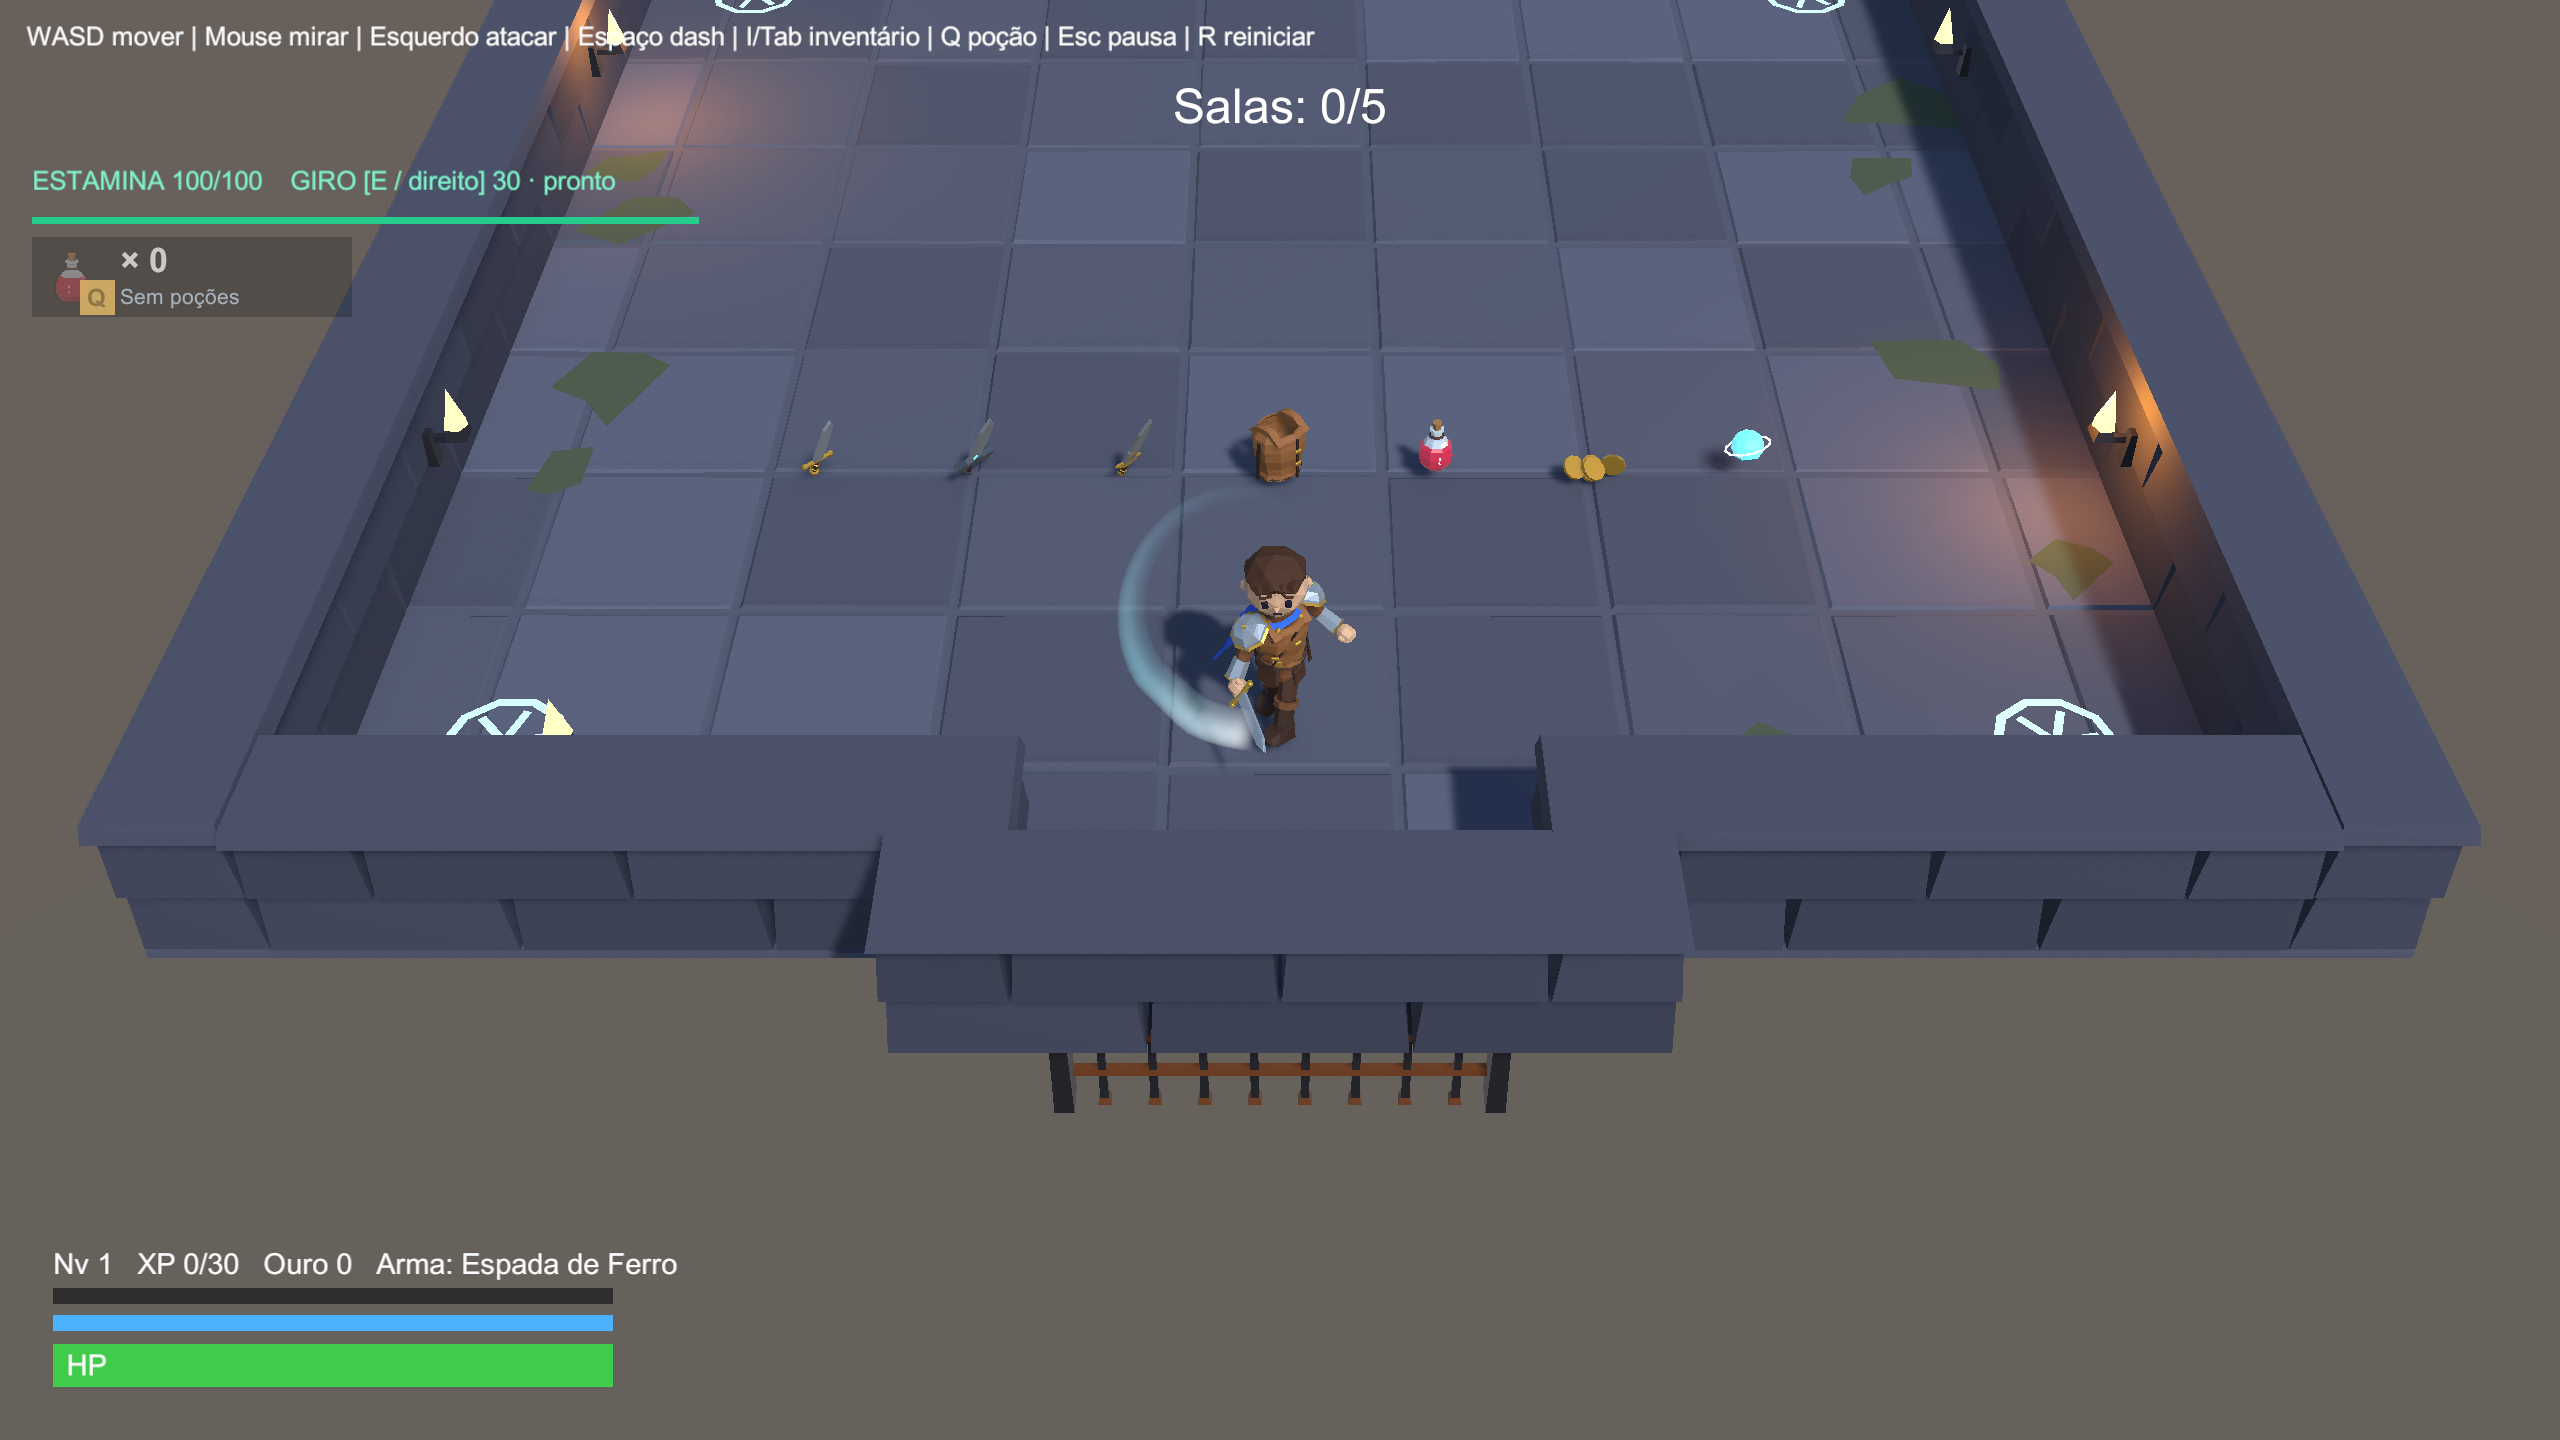 WASD mover | Mouse mirar | Esquerdo atacar | Espaço dash | I/Tab inventário | Q poção | Esc pausa | R reiniciar
Salas: 0/5
ESTAMINA 100/100 GIRO [E / direito] 30 · pronto
× 0
Q Sem poções
Nv 1 XP 0/30 Ouro 0 Arma: Espada de Ferro
HP